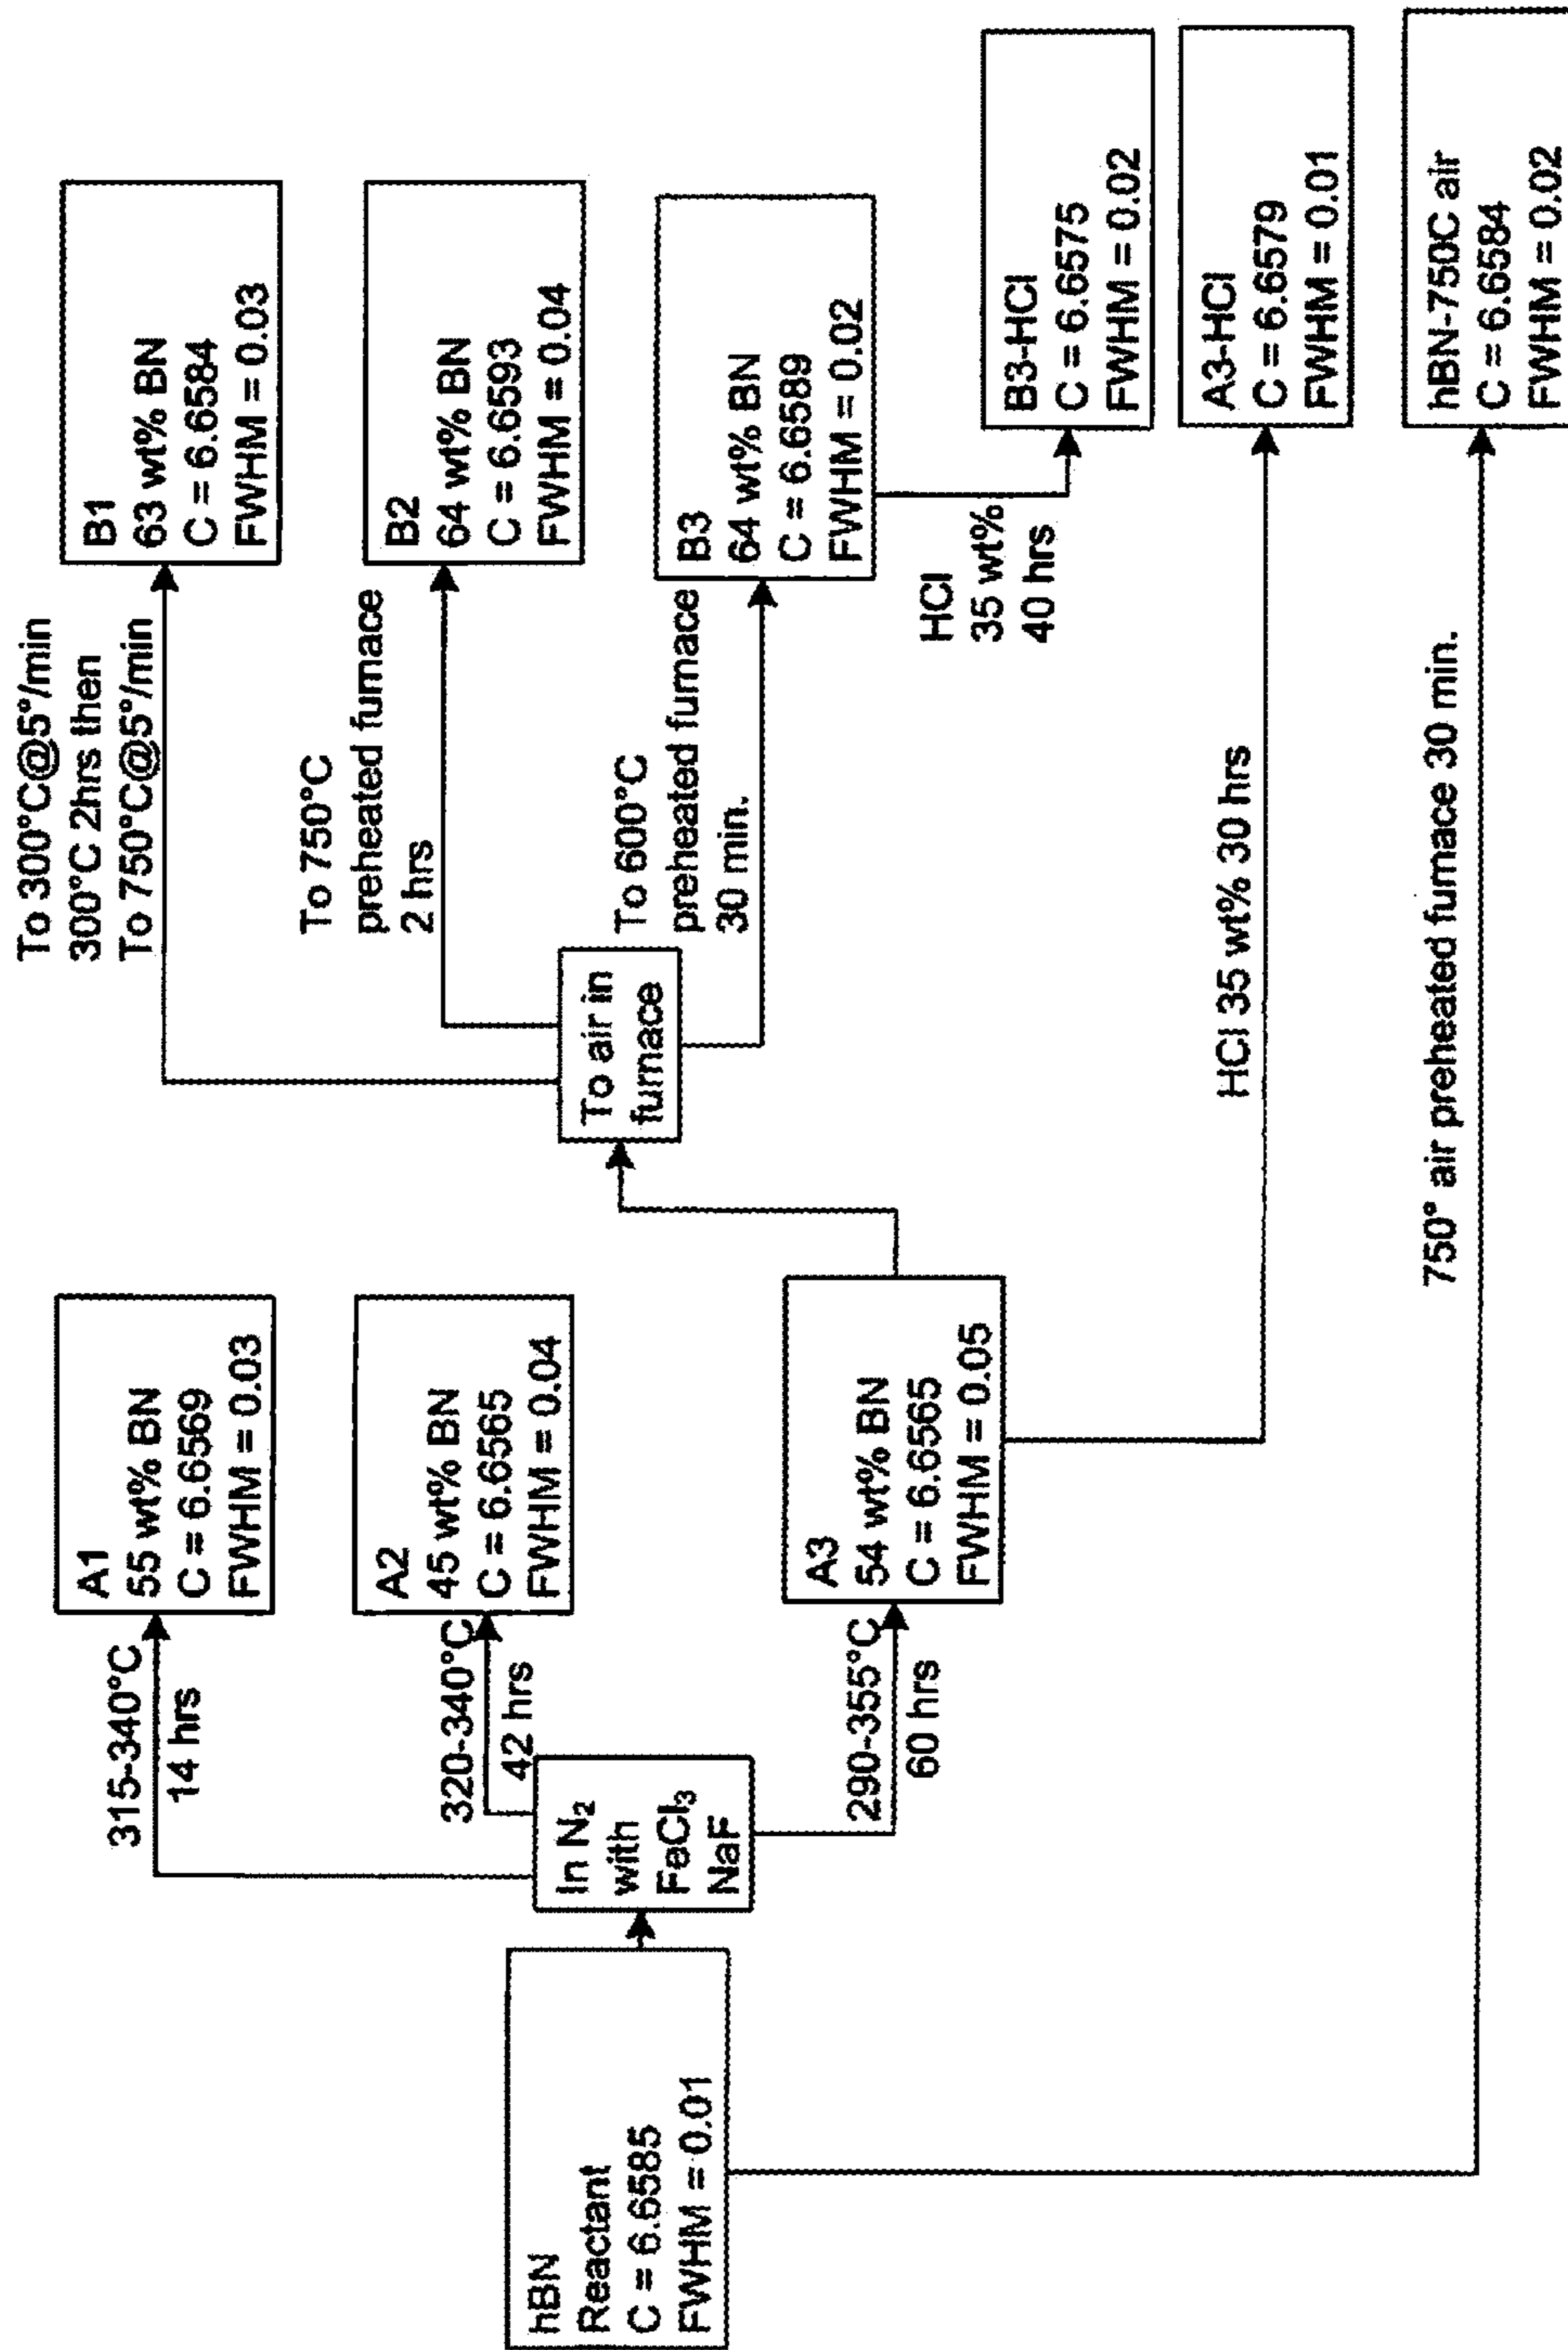 hBN
Reactant
C = 6.6585
FWHM = 0.01
In N₂
with
FeCl₃
NaF
315-340°C
14 hrs
A1
55 wt% BN
C = 6.6569
FWHM = 0.03
320-340°C
42 hrs
A2
45 wt% BN
C = 6.6565
FWHM = 0.04
290-355°C
60 hrs
A3
54 wt% BN
C = 6.6565
FWHM = 0.05
To air in
furnace
To 300°C@5°/min
300°C 2hrs then
To 750°C@5°/min
B1
63 wt% BN
C = 6.6584
FWHM = 0.03
To 750°C
preheated furnace
2 hrs
B2
64 wt% BN
C = 6.6593
FWHM = 0.04
To 600°C
preheated furnace
30 min.
B3
64 wt% BN
C = 6.6589
FWHM = 0.02
HCl
35 wt%
40 hrs
B3-HCl
C = 6.6575
FWHM = 0.02
HCl 35 wt% 30 hrs
A3-HCl
C = 6.6579
FWHM = 0.01
750° air preheated furnace 30 min.
hBN-750C air
C = 6.6584
FWHM = 0.02